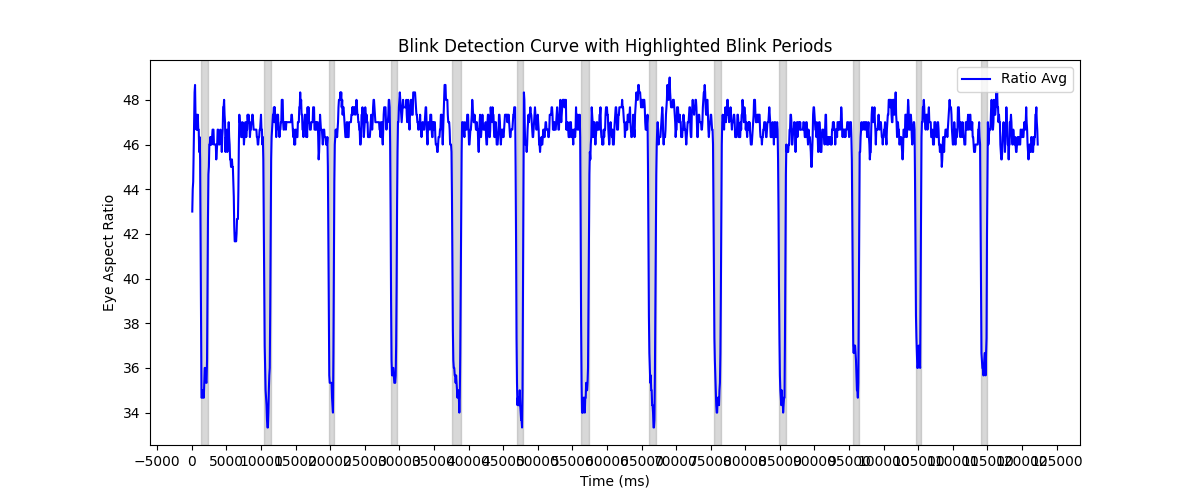 Blink Detection Curve with Highlighted Blink Periods
Ratio Avg
48
46
44
42
40
38
36
34
Eye Aspect Ratio
−5000 0 5000 10000 15000 20000 25000 30000 35000 40000 45000 50000 55000 60000 65000 70000 75000 80000 85000 90000 95000 100000 105000 110000 115000 120000 125000
Time (ms)